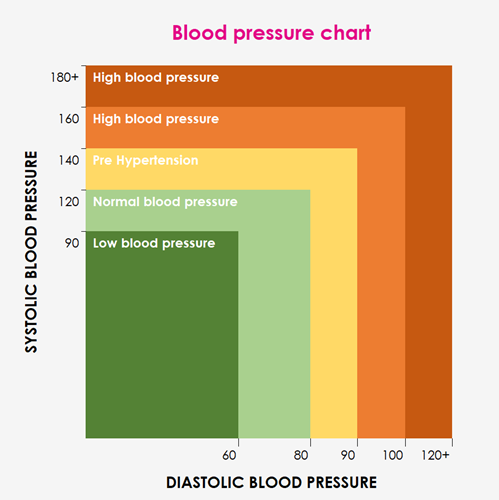 Blood pressure chart
180+
High blood pressure
160
High blood pressure
140
Pre Hypertension
120
Normal blood pressure
90
Low blood pressure
SYSTOLIC BLOOD PRESSURE
60 80 90 100 120+
DIASTOLIC BLOOD PRESSURE